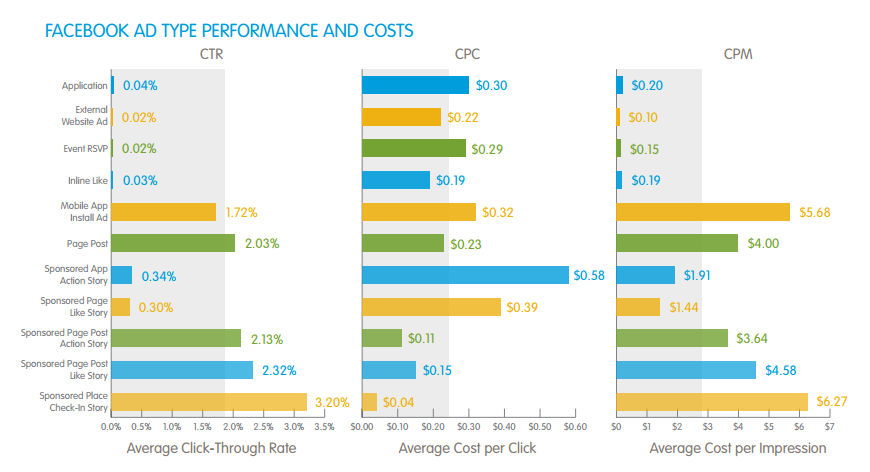 FACEBOOK AD TYPE PERFORMANCE AND COSTS
CTR CPC CPM
Application 0.04% $0.30 $0.20
External
Website Ad 0.02% $0.22 $0.10
Event RSVP 0.02% $0.29 $0.15
Inline Like 0.03% $0.19 $0.19
Mobile App
Install Ad 1.72% $0.32 $5.68
Page Post 2.03% $0.23 $4.00
Sponsored App
Action Story 0.34% $0.58 $1.91
Sponsored Page
Like Story 0.30% $0.39 $1.44
Sponsored Page Post
Action Story 2.13% $0.11 $3.64
Sponsored Page Post
Like Story 2.32% $0.15 $4.58
Sponsored Place
Check-In Story 3.20% $0.04 $6.27
0.0% 0.5% 1.0% 1.5% 2.0% 2.5% 3.0% 3.5% $0.00 $0.10 $0.20 $0.30 $0.40 $0.50 $0.60 $0 $1 $2 $3 $4 $5 $6 $7
Average Click-Through Rate Average Cost per Click Average Cost per Impression